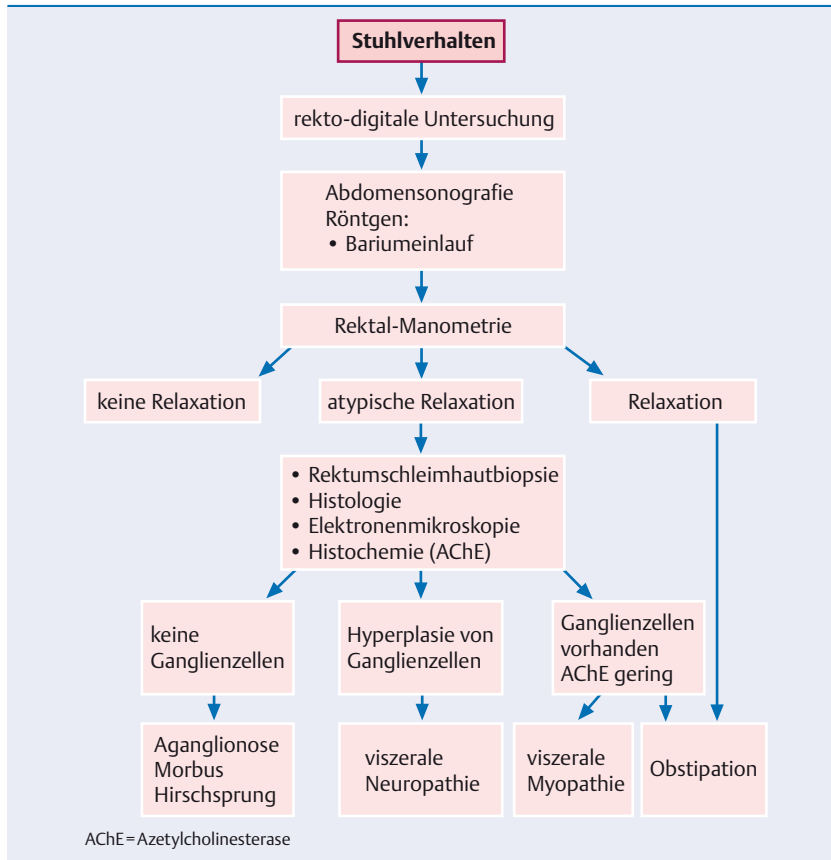 Stuhlverhalten
rekto-digitale Untersuchung
Abdomensonografie
Röntgen:
• Bariumeinlauf
Rektal-Manometrie
keine Relaxation
atypische Relaxation
Relaxation
• Rektumschleimhautbiopsie
• Histologie
• Elektronenmikroskopie
• Histochemie (AChE)
keine
Ganglienzellen
Hyperplasie von
Ganglienzellen
Ganglienzellen
vorhanden
AChE gering
Aganglionose
Morbus
Hirschsprung
viszerale
Neuropathie
viszerale
Myopathie
Obstipation
AChE = Azetylcholinesterase